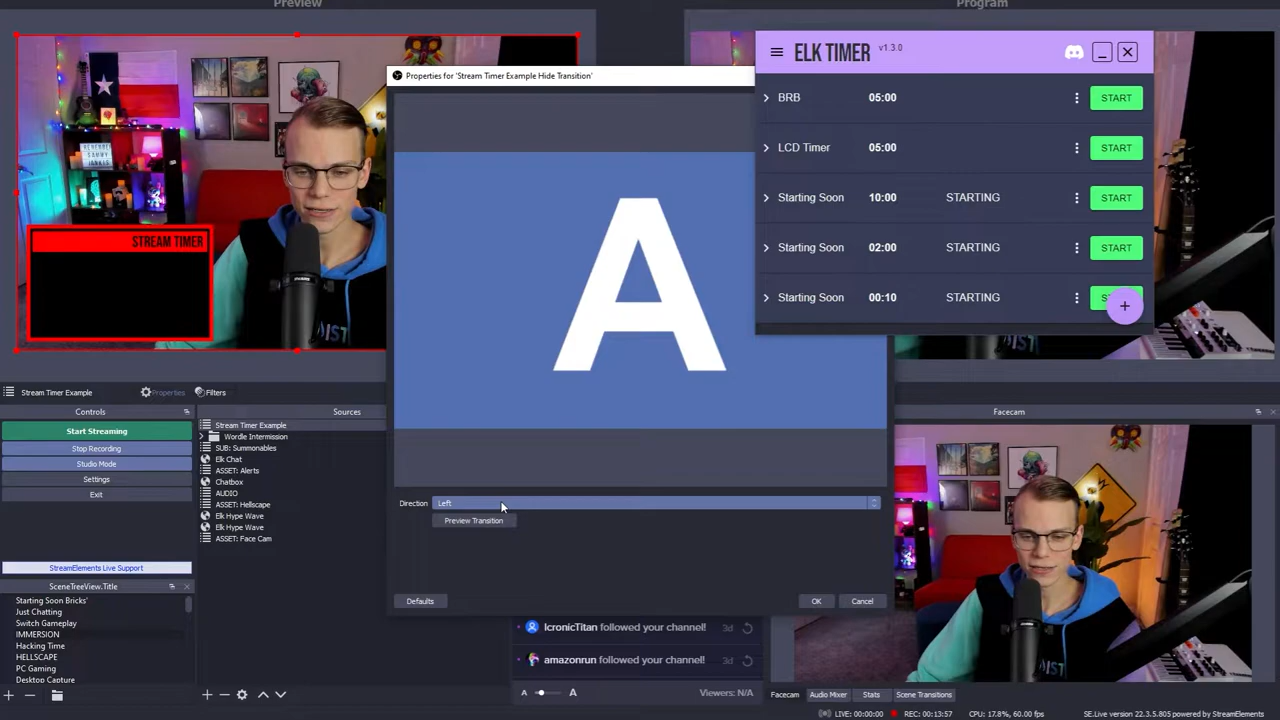 Preview
Program
ELK TIMER v1.3.0
Properties for 'Stream Timer Example Hide Transition'
BRB 05:00 START
LCD Timer 05:00 START
Starting Soon 10:00 STARTING START
Starting Soon 02:00 STARTING START
Starting Soon 00:10 STARTING
+
A
STREAM TIMER
Stream Timer Example
Properties
Filters
Controls
Start Streaming
Stop Recording
Studio Mode
Settings
Exit
StreamElements Live Support
SceneTreeView.Title
Starting Soon Bricks'
Just Chatting
Switch Gameplay
IMMERSION
Hacking Time
HELLSCAPE
PC Gaming
Desktop Capture
Sources
Stream Timer Example
Wordle Intermission
SUB: Summonables
Elk Chat
ASSET: Alerts
Chatbox
AUDIO
ASSET: Hellscape
Elk Hype Wave
Elk Hype Wave
ASSET: Face Cam
Direction Left
Preview Transition
Defaults
OK
Cancel
IcronicTitan followed your channel! 3d
amazonrun followed your channel! 3d
A A Viewers: N/A
Facecam
Facecam Audio Mixer Stats Scene Transitions
LIVE: 00:00:00 REC: 00:13:57 CPU: 17.8%, 60.00 fps SE.Live version 22.3.5.805 powered by StreamElements